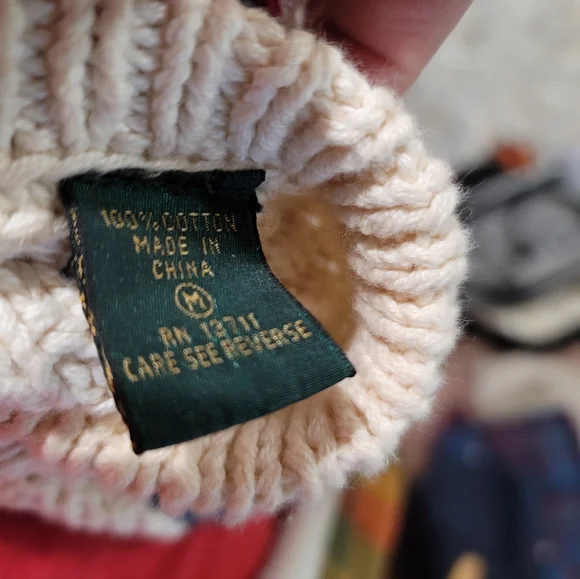 100% COTTON
MADE IN
CHINA
M
RN 13711
CARE SEE REVERSE